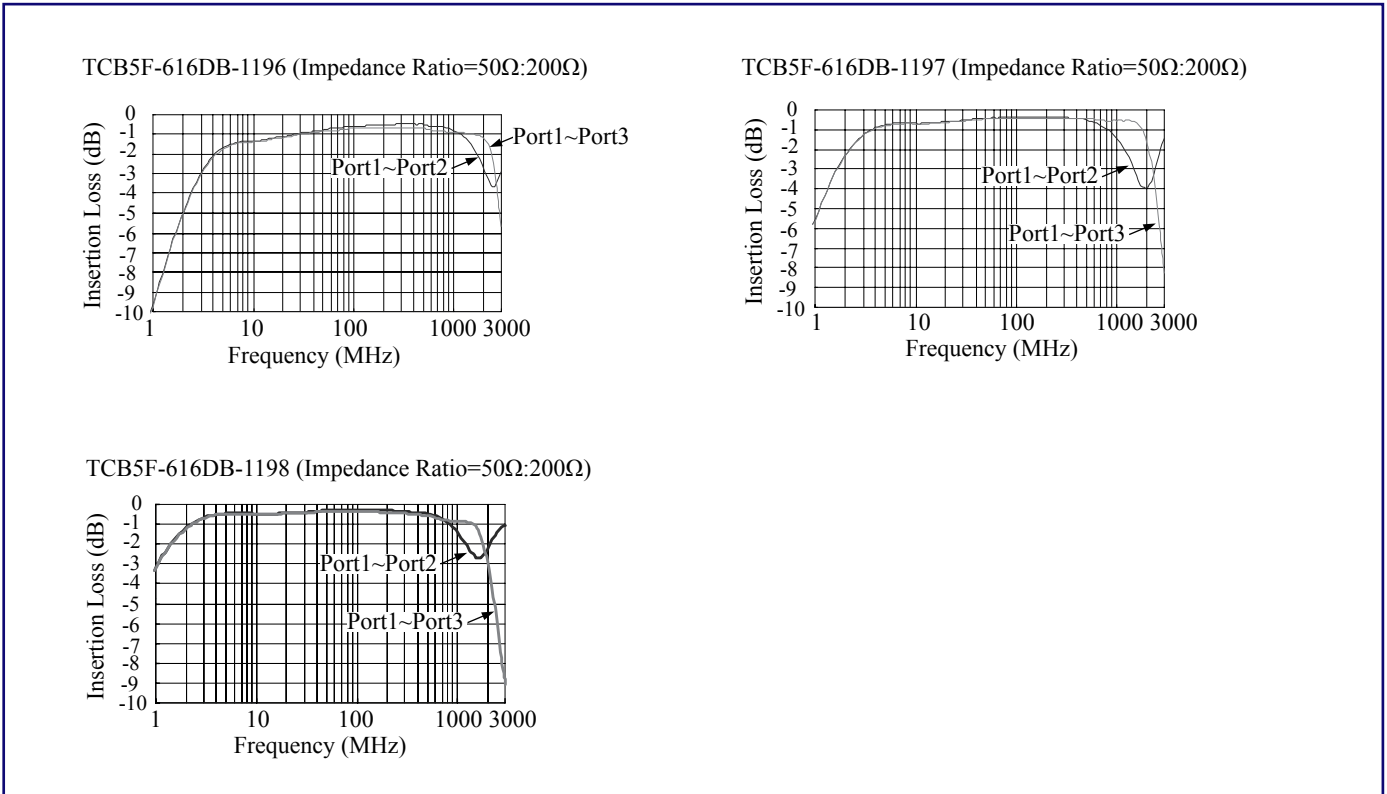 TCB5F-616DB-1196 (Impedance Ratio=50Ω:200Ω)
Insertion Loss (dB)
0
-1
-2
-3
-4
-5
-6
-7
-8
-9
-10
Port1~Port3
Port1~Port2
1 10 100 1000 3000
Frequency (MHz)
TCB5F-616DB-1197 (Impedance Ratio=50Ω:200Ω)
Insertion Loss (dB)
0
-1
-2
-3
-4
-5
-6
-7
-8
-9
-10
Port1~Port2
Port1~Port3
1 10 100 1000 3000
Frequency (MHz)
TCB5F-616DB-1198 (Impedance Ratio=50Ω:200Ω)
Insertion Loss (dB)
0
-1
-2
-3
-4
-5
-6
-7
-8
-9
-10
Port1~Port2
Port1~Port3
1 10 100 1000 3000
Frequency (MHz)